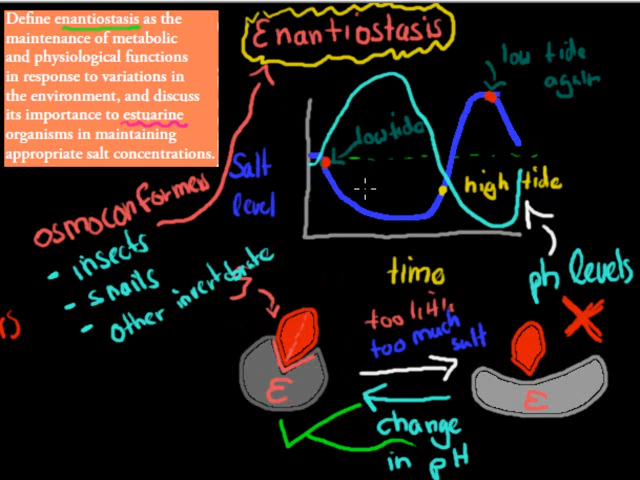 Define enantiostasis as the
maintenance of metabolic
and physiological functions
in response to variations in
the environment, and discuss
its importance to estuarine
organisms in maintaining
appropriate salt concentrations.
Enantiostasis
low tide
again
low tide
Salt
level
high tide
osmoconformers
- insects
- snails
- other invertebrate
rs
time
ph levels
too little
too much
salt
E
E
change
in pH